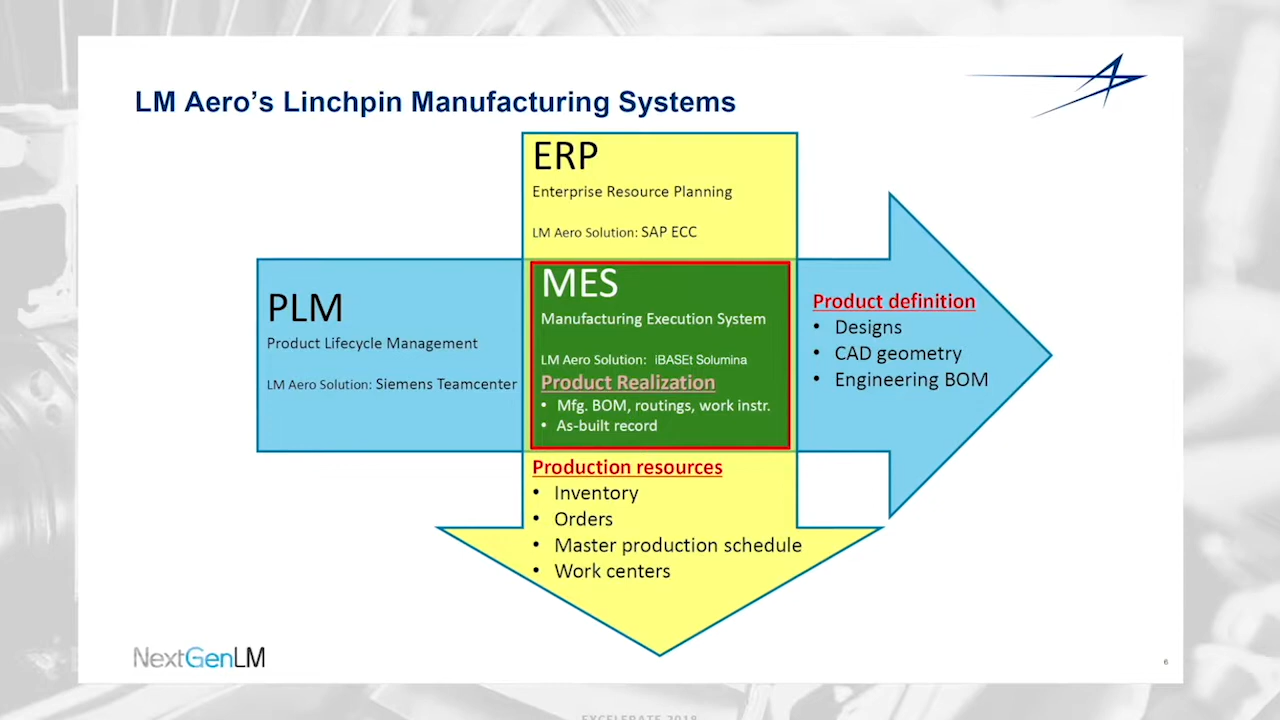 LM Aero's Linchpin Manufacturing Systems
ERP
Enterprise Resource Planning
LM Aero Solution: SAP ECC
PLM
Product Lifecycle Management
LM Aero Solution: Siemens Teamcenter
MES
Manufacturing Execution System
LM Aero Solution: iBASEt Solumina
Product Realization
• Mfg. BOM, routings, work instr.
• As-built record
Product definition
• Designs
• CAD geometry
• Engineering BOM
Production resources
• Inventory
• Orders
• Master production schedule
• Work centers
NextGenLM
6
EXCELERATE 2018